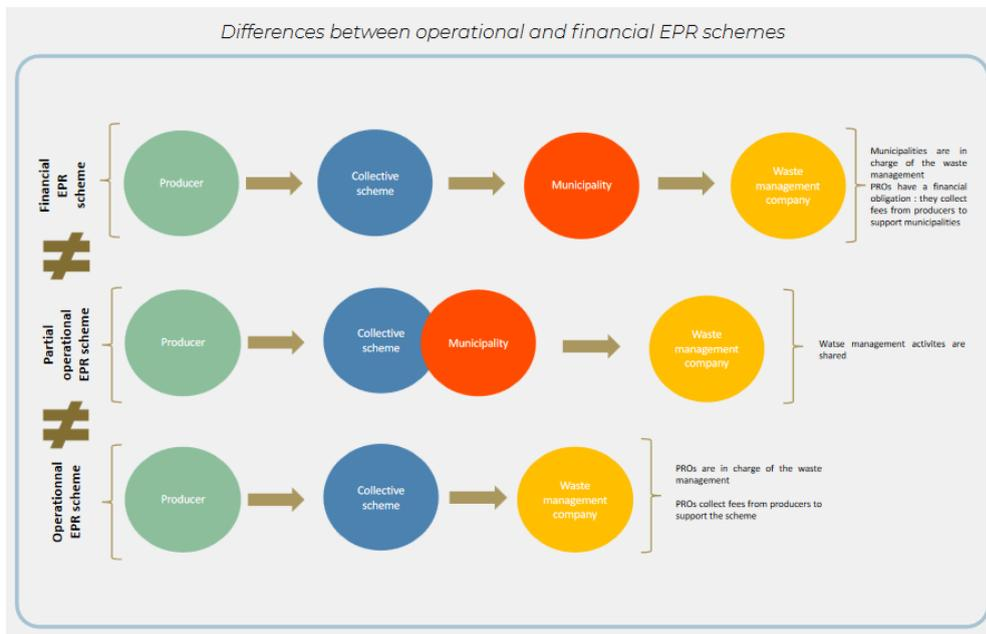 Differences between operational and financial EPR schemes
Financial
EPR
scheme
Producer
Collective
scheme
Municipality
Waste
management
company
Municipalities are in
charge of the waste
management
PROs have a financial
obligation : they collect
fees from producers to
support municipalities
≠
Partial
operational
EPR scheme
Producer
Collective
scheme
Municipality
Waste
management
company
Watse management activites are
shared
≠
Operationnal
EPR scheme
Producer
Collective
scheme
Waste
management
company
PROs are in charge of the waste
management
PROs collect fees from producers to
support the scheme